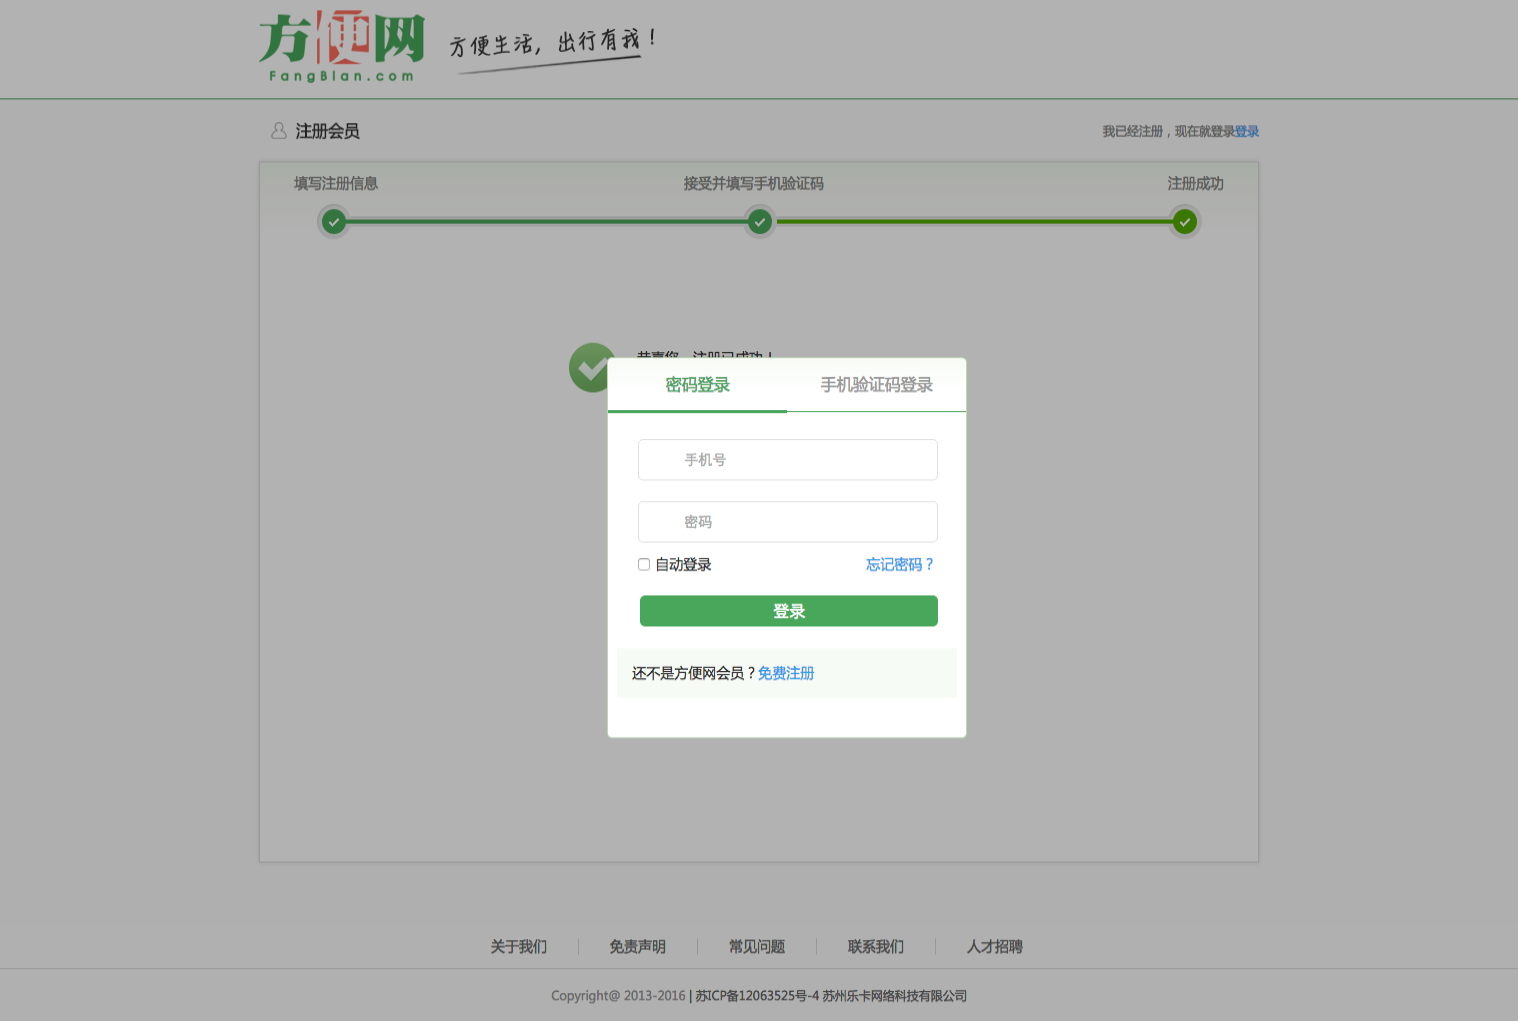 方便网
FangBian.com
方便生活，出行有我！
注册会员
我已经注册，现在就登录登录
填写注册信息
接受并填写手机验证码
注册成功
恭喜您，注册已成功！
密码登录
手机验证码登录
手机号
密码
自动登录
忘记密码？
登录
还不是方便网会员？免费注册
关于我们
免责声明
常见问题
联系我们
人才招聘
Copyright@ 2013-2016 | 苏ICP备12063525号-4 苏州乐卡网络科技有限公司